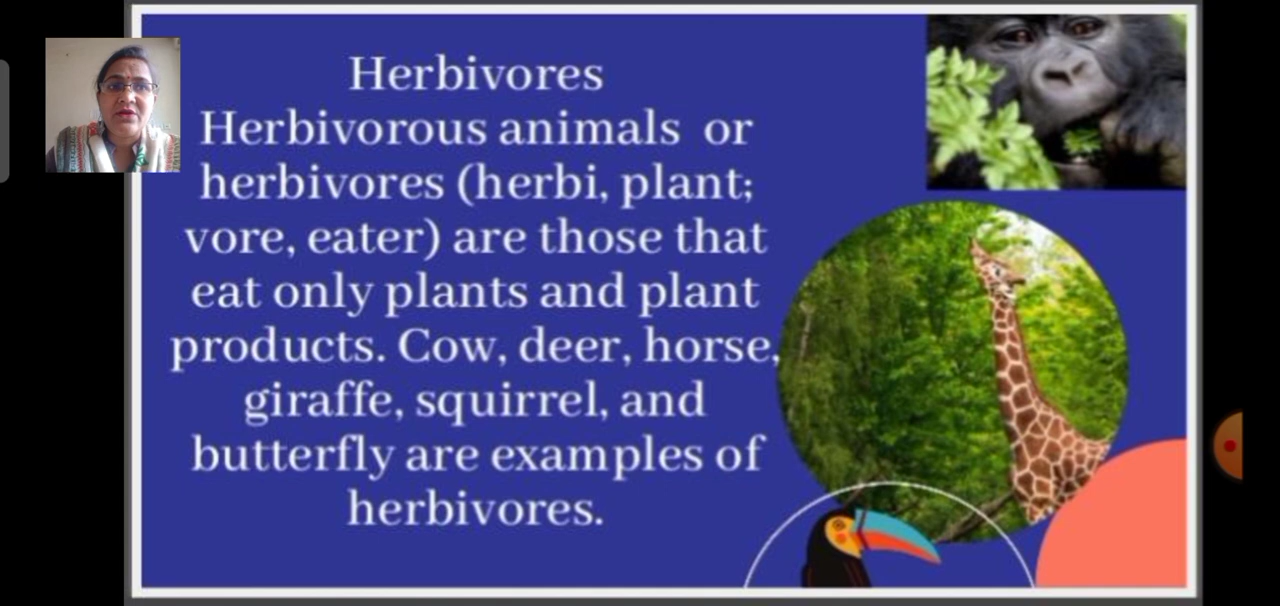 Herbivores
Herbivorous animals or
herbivores (herbi, plant;
vore, eater) are those that
eat only plants and plant
products. Cow, deer, horse,
giraffe, squirrel, and
butterfly are examples of
herbivores.